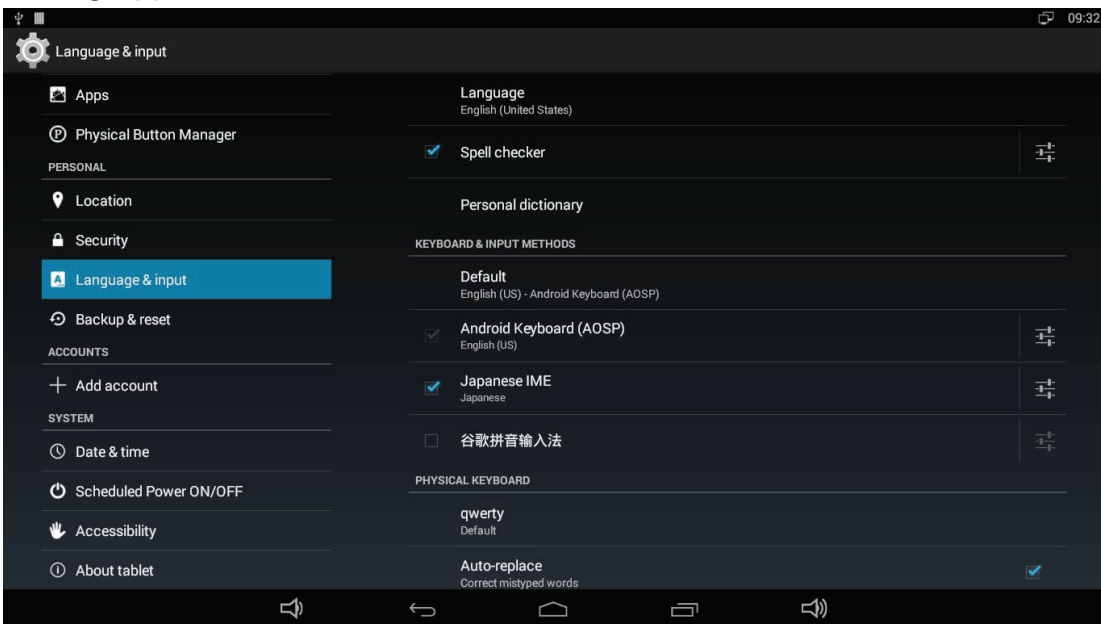 09:32
Language & input
Apps
Physical Button Manager
PERSONAL
Location
Security
Language & input
Backup & reset
ACCOUNTS
Add account
SYSTEM
Date & time
Scheduled Power ON/OFF
Accessibility
About tablet
Language
English (United States)
Spell checker
Personal dictionary
KEYBOARD & INPUT METHODS
Default
English (US) - Android Keyboard (AOSP)
Android Keyboard (AOSP)
English (US)
Japanese IME
Japanese
谷歌拼音输入法
PHYSICAL KEYBOARD
qwerty
Default
Auto-replace
Correct mistyped words